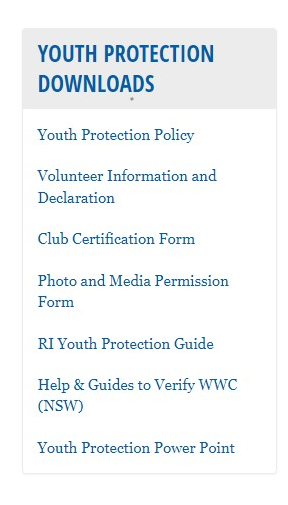 YOUTH PROTECTION
DOWNLOADS
Youth Protection Policy
Volunteer Information and
Declaration
Club Certification Form
Photo and Media Permission
Form
RI Youth Protection Guide
Help & Guides to Verify WWC
(NSW)
Youth Protection Power Point